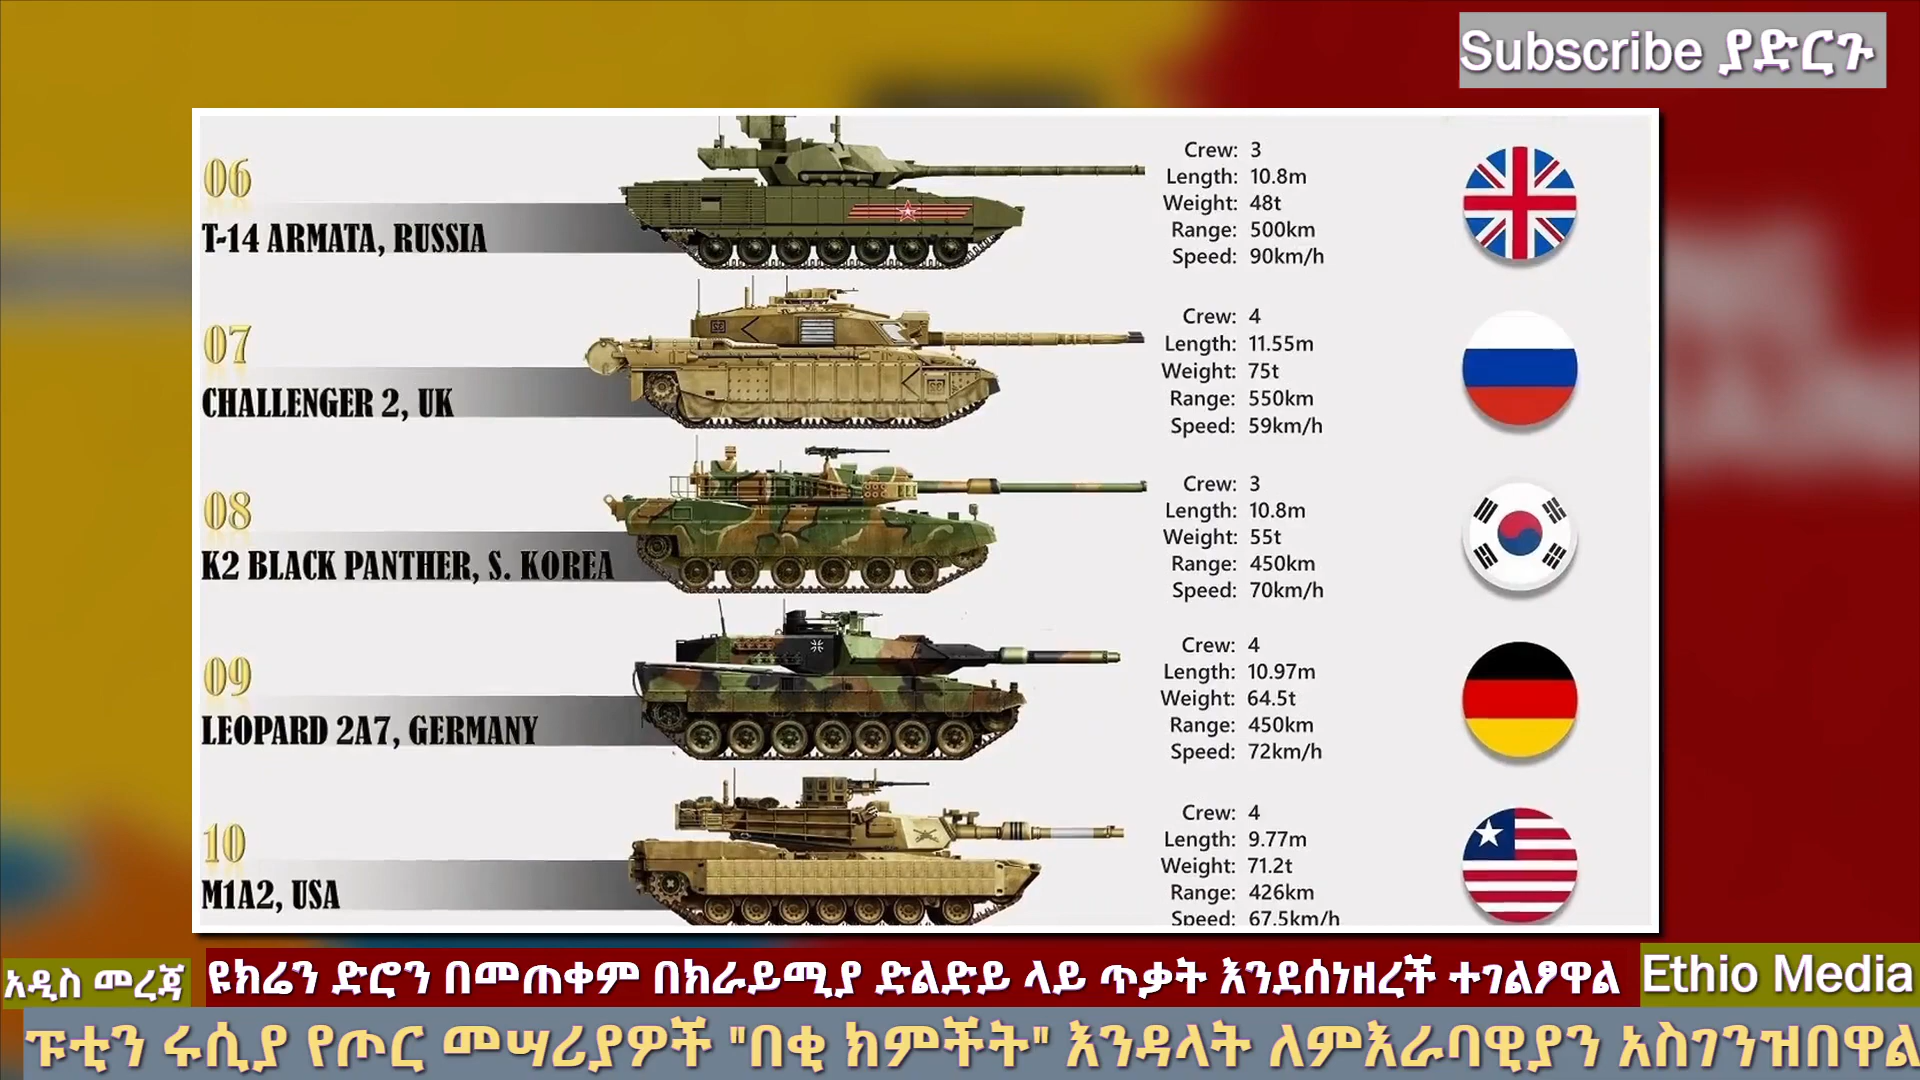 Subscribe ያድርጉ
06
T-14 ARMATA, RUSSIA
Crew: 3
Length: 10.8m
Weight: 48t
Range: 500km
Speed: 90km/h
07
CHALLENGER 2, UK
Crew: 4
Length: 11.55m
Weight: 75t
Range: 550km
Speed: 59km/h
08
K2 BLACK PANTHER, S. KOREA
Crew: 3
Length: 10.8m
Weight: 55t
Range: 450km
Speed: 70km/h
09
LEOPARD 2A7, GERMANY
Crew: 4
Length: 10.97m
Weight: 64.5t
Range: 450km
Speed: 72km/h
10
M1A2, USA
Crew: 4
Length: 9.77m
Weight: 71.2t
Range: 426km
Speed: 67.5km/h
አዲስ መረጃ
ዩክሬን ድሮን በመጠቀም በክራይሚያ ድልድይ ላይ ጥቃት እንደሰነዘረች ተገልፆዋል
Ethio Media
ፑቲን ሩሲያ የጦር መሣሪያዎች "በቂ ክምችት" እንዳላት ለምእራባዊያን አስገንዝበዋል